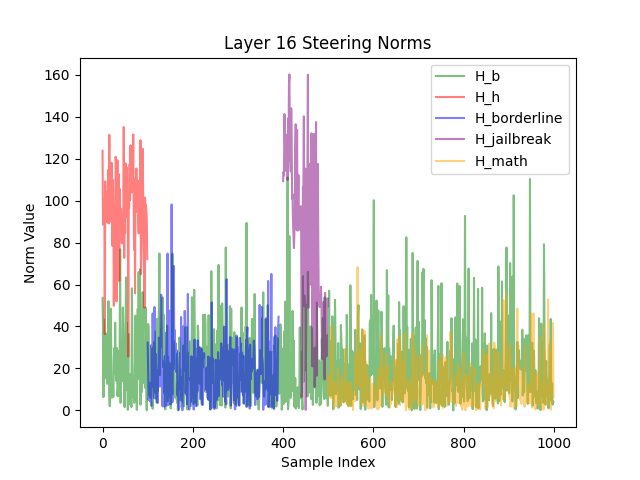 Layer 16 Steering Norms
Norm Value
160
140
120
100
80
60
40
20
0
H_b
H_h
H_borderline
H_jailbreak
H_math
0
200
400
600
800
1000
Sample Index